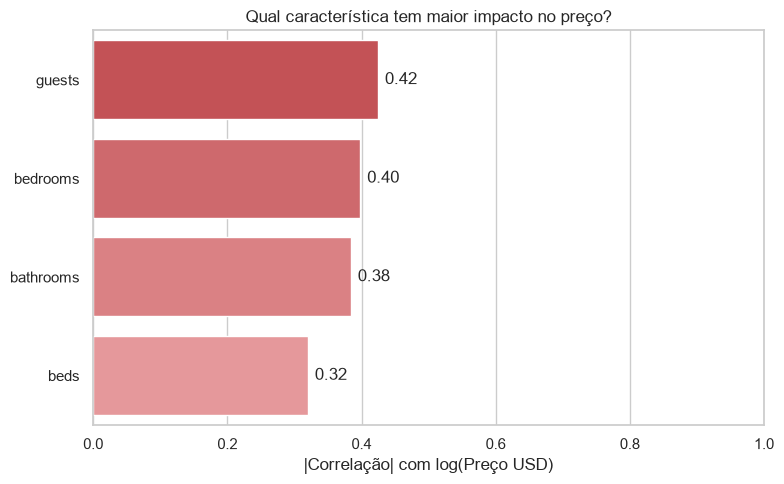 Qual característica tem maior impacto no preço?
guests
0.42
bedrooms
0.40
bathrooms
0.38
beds
0.32
0.0 0.2 0.4 0.6 0.8 1.0
|Correlação| com log(Preço USD)